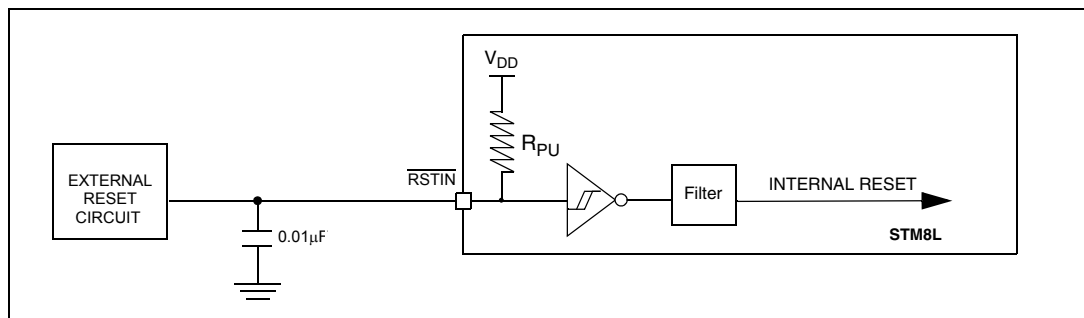 VDD
RPU
RSTIN
EXTERNAL
RESET
CIRCUIT
0.01µF
Filter
INTERNAL RESET
STM8L